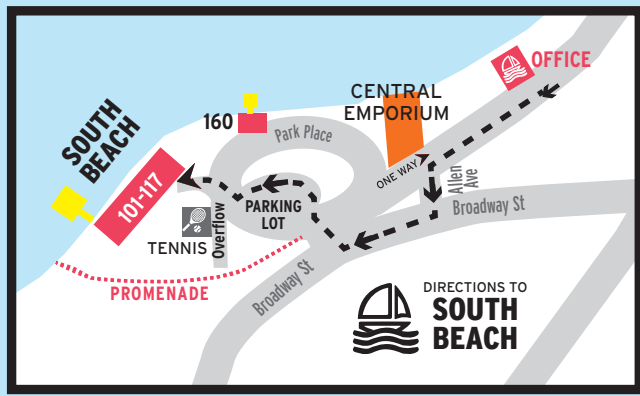 OFFICE
CENTRAL
EMPORIUM
160
Park Place
SOUTH
BEACH
101-117
ONE WAY
Allen
Ave
Broadway St
PARKING
LOT
TENNIS
Overflow
PROMENADE
Broadway St
DIRECTIONS TO
SOUTH
BEACH